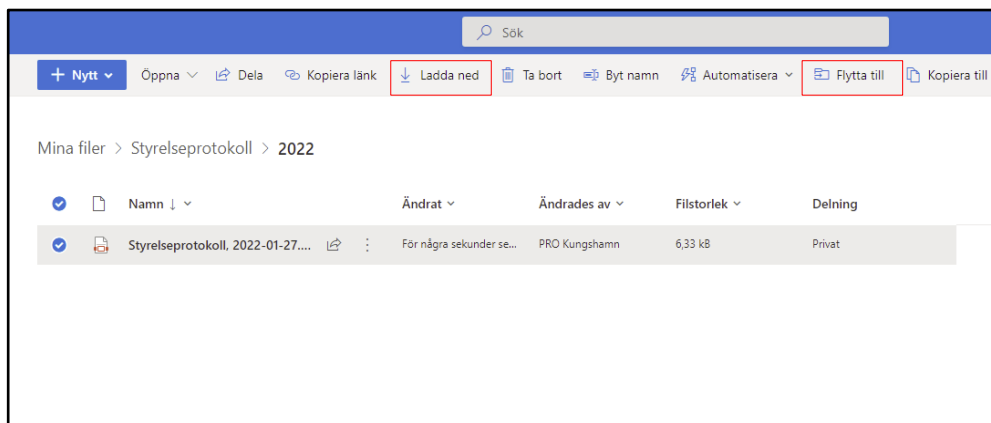 Sök
Nytt Öppna Dela Kopiera länk Ladda ned Ta bort Byt namn Automatisera Flytta till Kopiera till
Mina filer > Styrelseprotokoll > 2022
Namn ↓ Ändrat Ändrades av Filstorlek Delning
Styrelseprotokoll, 2022-01-27.... För några sekunder se... PRO Kungshamn 6,33 kB Privat